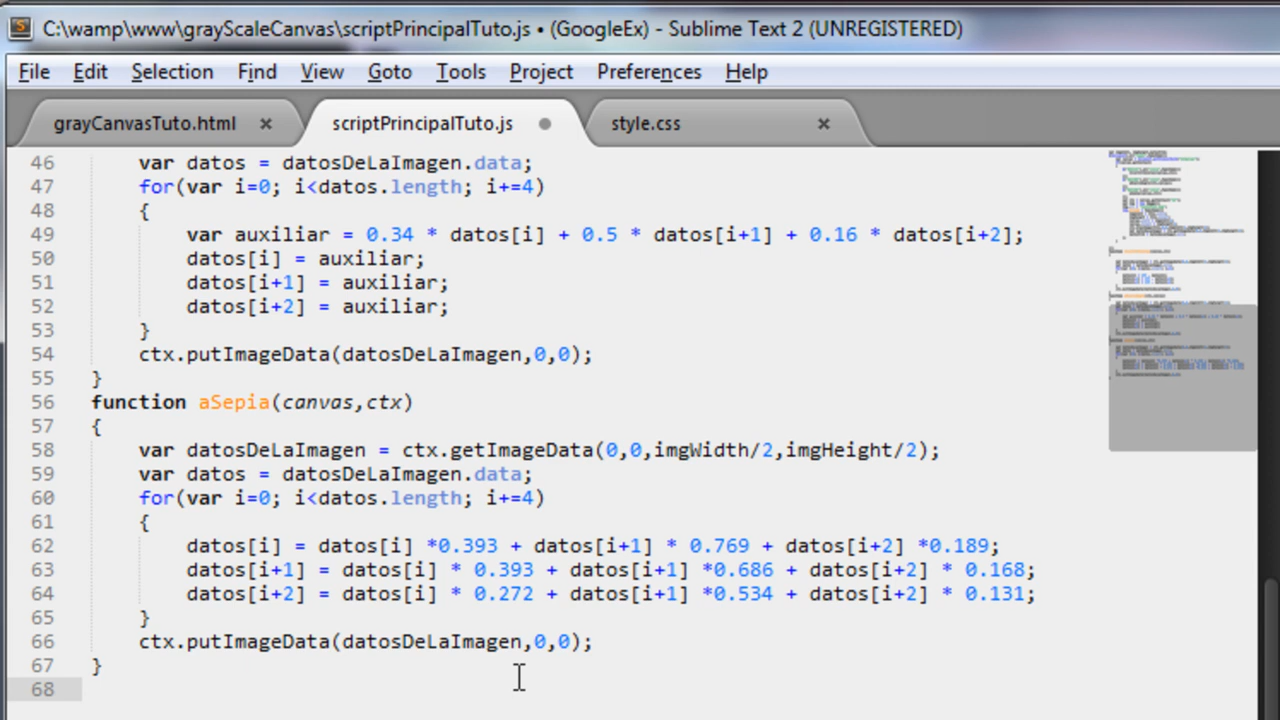 C:\wamp\www\grayScaleCanvas\scriptPrincipalTuto.js • (GoogleEx) - Sublime Text 2 (UNREGISTERED)
File Edit Selection Find View Goto Tools Project Preferences Help
grayCanvasTuto.html × scriptPrincipalTuto.js style.css ×
46 var datos = datosDeLaImagen.data;
47 for(var i=0; i<datos.length; i+=4)
48 {
49 var auxiliar = 0.34 * datos[i] + 0.5 * datos[i+1] + 0.16 * datos[i+2];
50 datos[i] = auxiliar;
51 datos[i+1] = auxiliar;
52 datos[i+2] = auxiliar;
53 }
54 ctx.putImageData(datosDeLaImagen,0,0);
55 }
56 function aSepia(canvas,ctx)
57 {
58 var datosDeLaImagen = ctx.getImageData(0,0,imgWidth/2,imgHeight/2);
59 var datos = datosDeLaImagen.data;
60 for(var i=0; i<datos.length; i+=4)
61 {
62 datos[i] = datos[i] *0.393 + datos[i+1] * 0.769 + datos[i+2] *0.189;
63 datos[i+1] = datos[i] * 0.393 + datos[i+1] *0.686 + datos[i+2] * 0.168;
64 datos[i+2] = datos[i] * 0.272 + datos[i+1] *0.534 + datos[i+2] * 0.131;
65 }
66 ctx.putImageData(datosDeLaImagen,0,0);
67 }
68